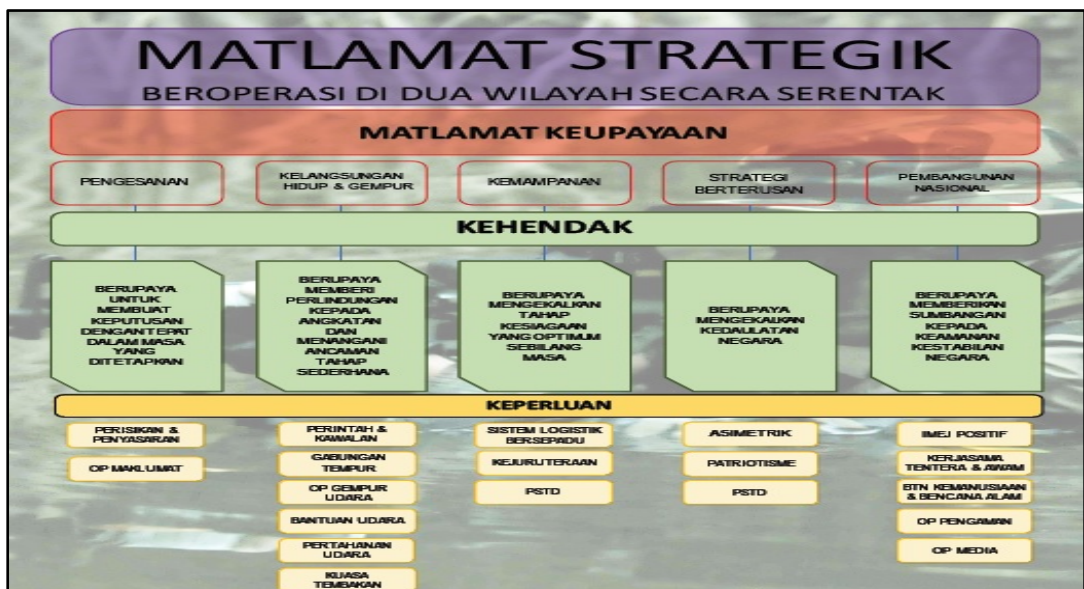 MATLAMAT STRATEGIK
BEROPERASI DI DUA WILAYAH SECARA SERENTAK
MATLAMAT KEUPAYAAN
PENGESANAN
KELANGSUNGAN
HIDUP & GEMPUR
KEMAMPANAN
STRATEGI
BERTERUSAN
PEMBANGUNAN
NASIONAL
KEHENDAK
BERUPAYA
UNTUK
MEMBUAT
KEPUTUSAN
DENGAN TEPAT
DALAM MASA
YANG
DITETAPKAN
BERUPAYA
MEMBERI
PERLINDUNGAN
KEPADA
ANGKATAN
DAN
MENANGANI
ANCAMAN
TAHAP
SEDERHANA
BERUPAYA
MENGEKALKAN
TAHAP
KESIAGAAN
YANG OPTIMUM
SEBILANG
MASA
BERUPAYA
MENGEKALKAN
KEDAULATAN
NEGARA
BERUPAYA
MEMBERIKAN
SUMBANGAN
KEPADA
KEAMANAN
KESTABILAN
NEGARA
KEPERLUAN
PERISIKAN &
PENYASARAN
OP MAKLUMAT
PERINTAH &
KAWALAN
GABUNGAN
TEMPUR
OP GEMPUR
UDARA
BANTUAN UDARA
PERTAHANAN
UDARA
KUASA
TEMBAKAN
SISTEM LOGISTIK
BERSEPADU
KEJURUTERAAN
PSTD
ASIMETRIK
PATRIOTISME
PSTD
IMEJ POSITIF
KERJASAMA
TENTERA & AWAM
BTN KEMANUSIAAN
& BENCANA ALAM
OP PENGAMAN
OP MEDIA